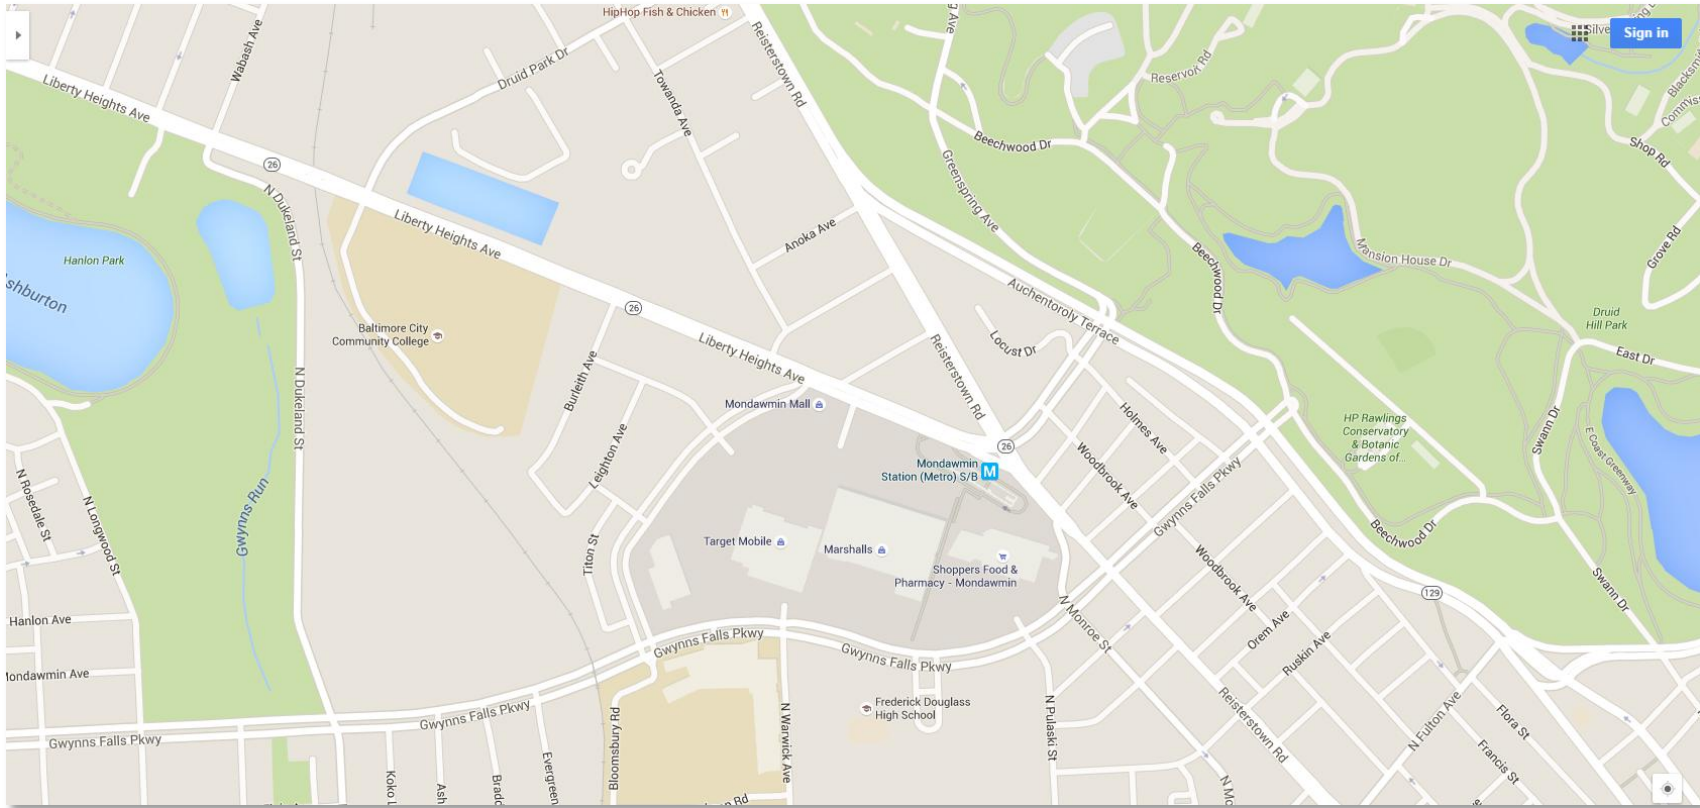 HipHop Fish & Chicken
Sign in
Wabash Ave
Druid Park Dr
Reisterstown Rd
Reservoir Rd
Liberty Heights Ave
Towanda Ave
Beechwood Dr
Shop Rd
26
Greenspring Ave
N Dukeland St
Liberty Heights Ave
Anoka Ave
Beechwood Dr
Mansion House Dr
Grove Rd
Hanlon Park
26
Auchentoroly Terrace
Druid
Hill Park
Baltimore City
Community College
Liberty Heights Ave
Reisterstown Rd
Locust Dr
East Dr
Burleith Ave
N Dukeland St
Mondawmin Mall
Holmes Ave
HP Rawlings
Conservatory
& Botanic
Gardens of...
Swann Dr
Leighton Ave
26
Woodbrook Ave
E Coast Greenway
Mondawmin
Station (Metro) S/B
M
Gwynns Falls Pkwy
N Rosedale St
N Longwood St
Gwynns Run
Beechwood Dr
Titon St
Target Mobile
Marshalls
Shoppers Food &
Pharmacy - Mondawmin
Woodbrook Ave
Swann Dr
129
Hanlon Ave
N Monroe St
Orem Ave
Ruskin Ave
Gwynns Falls Pkwy
Gwynns Falls Pkwy
Mondawmin Ave
Frederick Douglass
High School
N Pulaski St
Reisterstown Rd
N Fulton Ave
Flora St
Francis St
Gwynns Falls Pkwy
Gwynns Falls Pkwy
Bloomsbury Rd
N Warwick Ave
Evergreen
Koko L
Ash